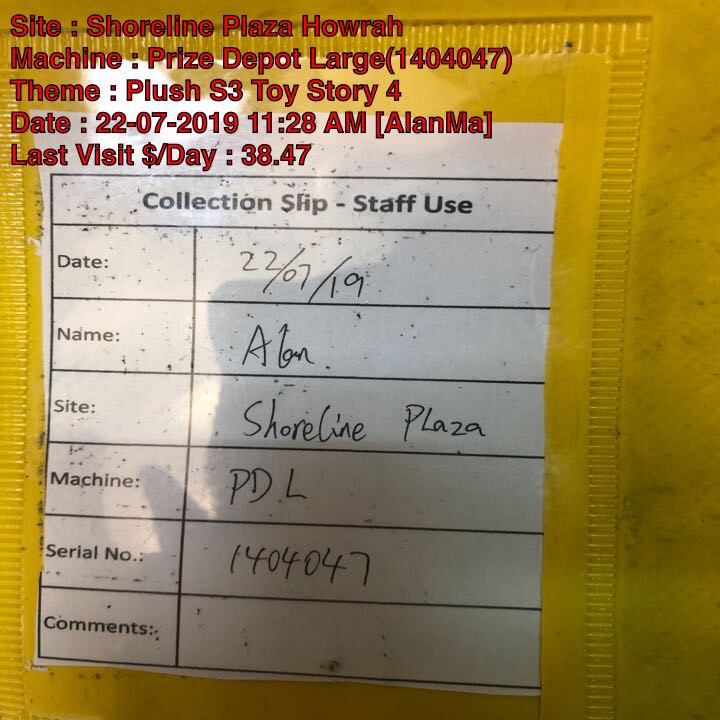 Site : Shoreline Plaza Howrah
Machine : Prize Depot Large(1404047)
Theme : Plush S3 Toy Story 4
Date : 22-07-2019 11:28 AM [AlanMa]
Last Visit $/Day : 38.47
Collection Slip - Staff Use
Date: 22/07/19
Name: Alan
Site: Shoreline Plaza
Machine: PDL
Serial No.: 1404047
Comments: